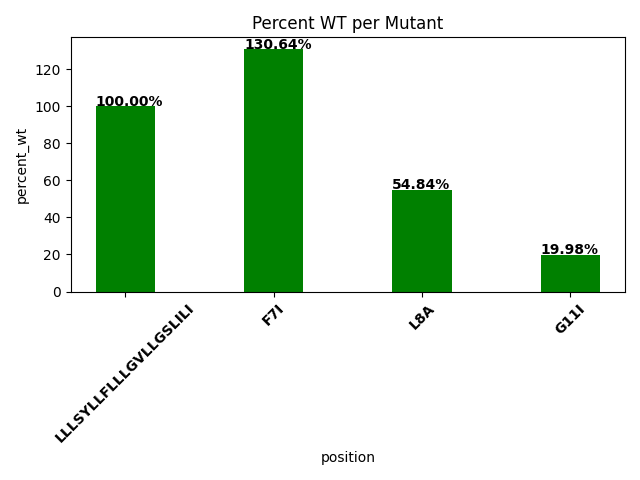 Percent WT per Mutant
percent_wt
120
100
80
60
40
20
0
100.00%
130.64%
54.84%
19.98%
LLLSYLLFLLLGVLLGSLILI
F7I
L8A
G11I
position